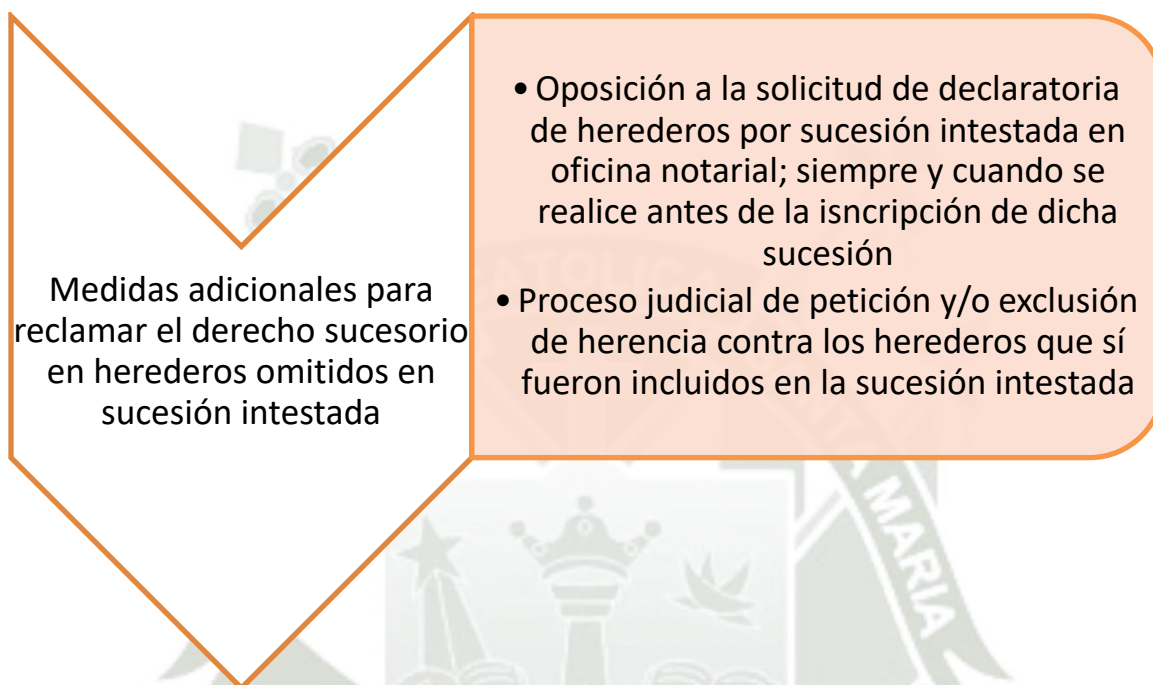 Medidas adicionales para
reclamar el derecho sucesorio
en herederos omitidos en
sucesión intestada
• Oposición a la solicitud de declaratoria
de herederos por sucesión intestada en
oficina notarial; siempre y cuando se
realice antes de la isncripción de dicha
sucesión
• Proceso judicial de petición y/o exclusión
de herencia contra los herederos que sí
fueron incluidos en la sucesión intestada
CATOLICA
MARIA